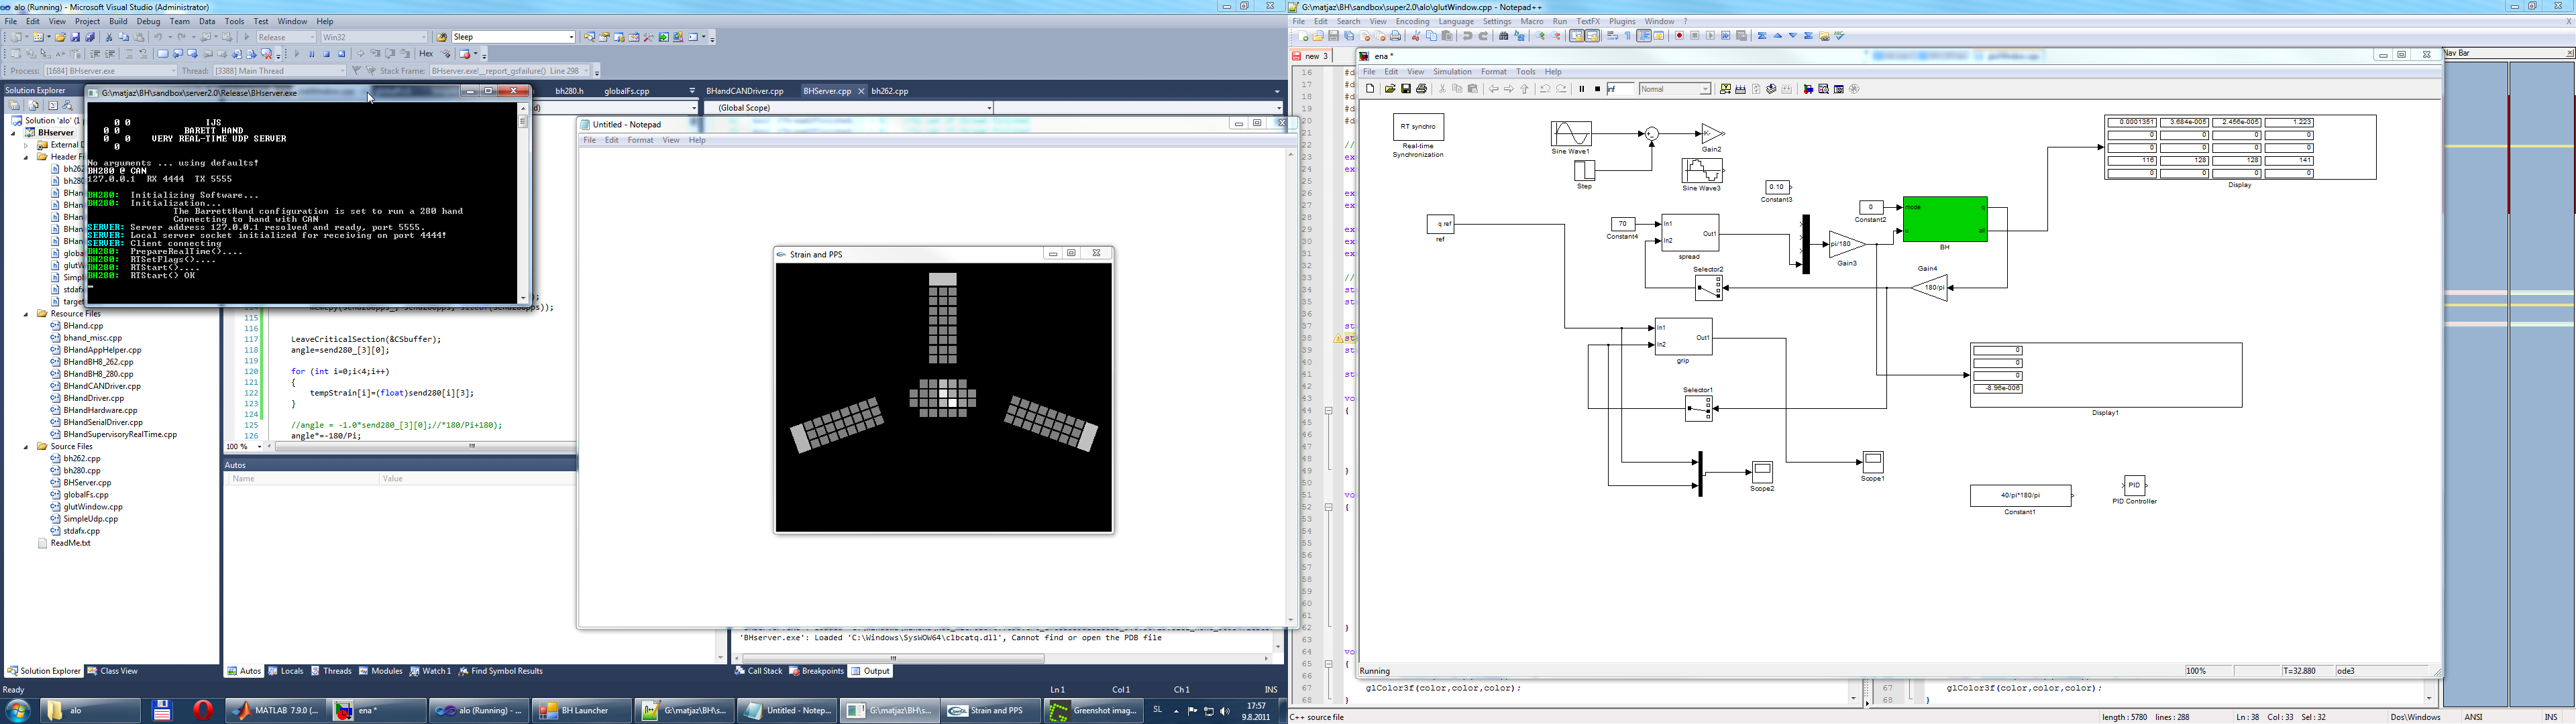 alo (Running) - Microsoft Visual Studio (Administrator)
File Edit View Project Build Debug Team Data Tools Test Window Help
Release Win32 Sleep
Hex
Process: [1684] BHserver.exe Thread: [3388] Main Thread Stack Frame: BHserver.exe!__report_gsfailure() Line 298
Solution Explorer
Solution 'alo' (1
BHserver
External D
Header Fi
Resource Files
BHand.cpp
bhand_misc.cpp
BHandAppHelper.cpp
BHandBH8_262.cpp
BHandBH8_280.cpp
BHandCANDriver.cpp
BHandDriver.cpp
BHandHardware.cpp
BHandSerialDriver.cpp
BHandSupervisoryRealTime.cpp
Source Files
bh262.cpp
bh280.cpp
BHServer.cpp
globalFs.cpp
glutWindow.cpp
SimpleUdp.cpp
stdafx.cpp
ReadMe.txt
Solution Explorer Class View
G:\matjaz\BH\sandbox\server2.0\Release\BHserver.exe
0 0 IJS
0 0 BARETT HAND
0 0 VERY REAL-TIME UDP SERVER
0
No arguments ... using defaults!
BH280 @ CAN
127.0.0.1 RX 4444 TX 5555
BH280: Initializing Software...
BH280: Initialization...
The BarrettHand configuration is set to run a 280 hand
Connecting to hand with CAN
SERVER: Server address 127.0.0.1 resolved and ready, port 5555.
SERVER: Local server socket initialized for receiving on port 4444!
SERVER: Client connecting
BH280: PrepareRealTime()....
BH280: RTSetFlags()....
BH280: RTStart()....
BH280: RTStart() OK
bh280.h globalFs.cpp BHandCANDriver.cpp BHServer.cpp bh262.cpp
(Global Scope)
115
116
117 LeaveCriticalSection(&CSbuffer);
118 angle=send280_[3][0];
119
120 for (int i=0;i<4;i++)
121 {
122 tempStrain[i]=(float)send280[i][3];
123 }
124
125 //angle = -1.0*send280_[3][0];//*180/Pi+180);
126 angle*=-180/Pi;
100 %
Autos
Name Value
Autos Locals Threads Modules Watch 1 Find Symbol Results
'BHserver.exe': Loaded 'C:\Windows\SysWOW64\clbcatq.dll', Cannot find or open the PDB file
Call Stack Breakpoints Output
Ready Ln 1 Col 1 Ch 1 INS
Untitled - Notepad
File Edit Format View Help
Strain and PPS
G:\matjaz\BH\sandbox\super2.0\alo\glutWindow.cpp - Notepad++
File Edit Search View Encoding Language Settings Macro Run TextFX Plugins Window ?
new 3
Nav Bar
ena *
File Edit View Simulation Format Tools Help
inf Normal
RT synchro
Real-time
Synchronization
Sine Wave1
Step
Gain2
Sine Wave3
0.10
Constant3
q ref
ref
70
Constant4
In1
In2
Out1
spread
Selector2
pi/180
Gain3
0
Constant2
mode
u
q
all
BH
Gain4
180/pi
0.0001351 3.684e-005 2.456e-005 1.223
0 0 0 0
0 0 0 0
116 128 128 141
0 0 0 0
Display
In1
In2
Out1
grip
Selector1
0
0
0
-8.96e-006
Display1
Scope2
Scope1
40/pi*180/pi
Constant1
PID
PID Controller
Running 100% T=32.880 ode3
67 glColor3f(color,color,color);
68 }
67 glColor3f(color,color,color);
68 }
C++ source file length : 5780 lines : 288 Ln : 38 Col : 33 Sel : 32 Dos\Windows ANSI INS
alo
MATLAB 7.9.0 (...
ena *
alo (Running) - ...
BH Launcher
G:\matjaz\BH\s...
Untitled - Notep...
G:\matjaz\BH\s...
Strain and PPS
Greenshot imag...
SL
17:57
9.8.2011